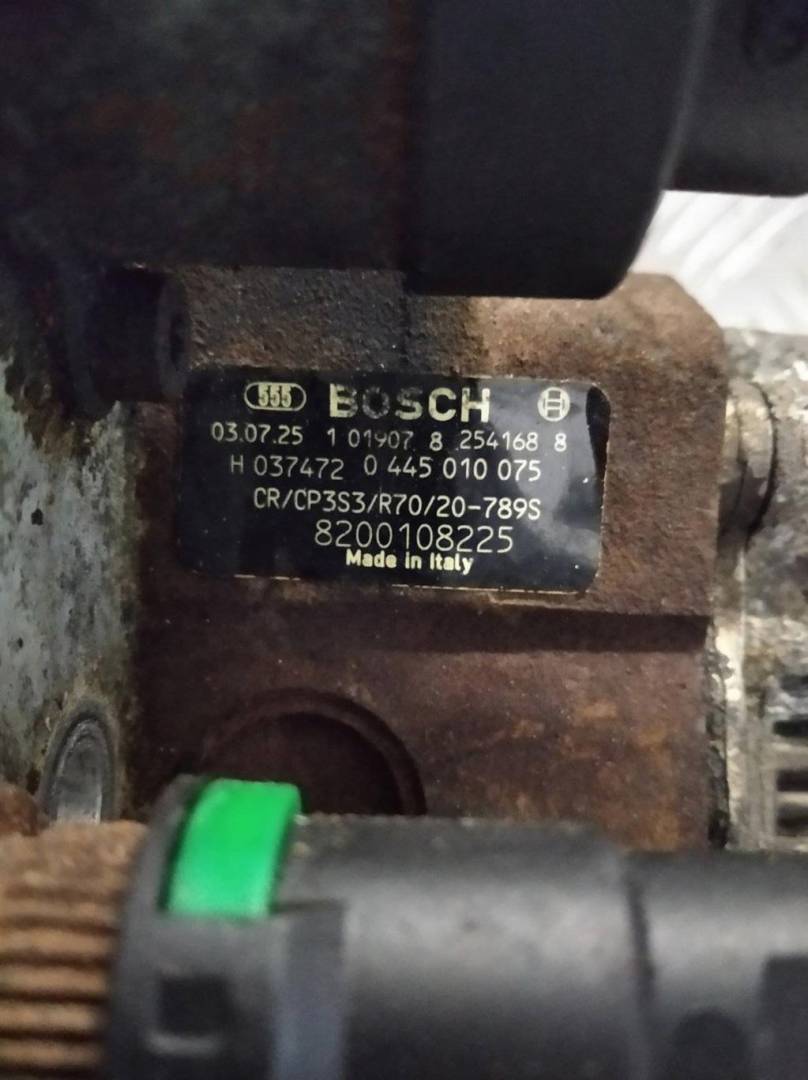 555 BOSCH
03.07.25 1 01907 8 254168 8
H 037472 0 445 010 075
CR/CP3S3/R70/20-789S
8200108225
Made in Italy